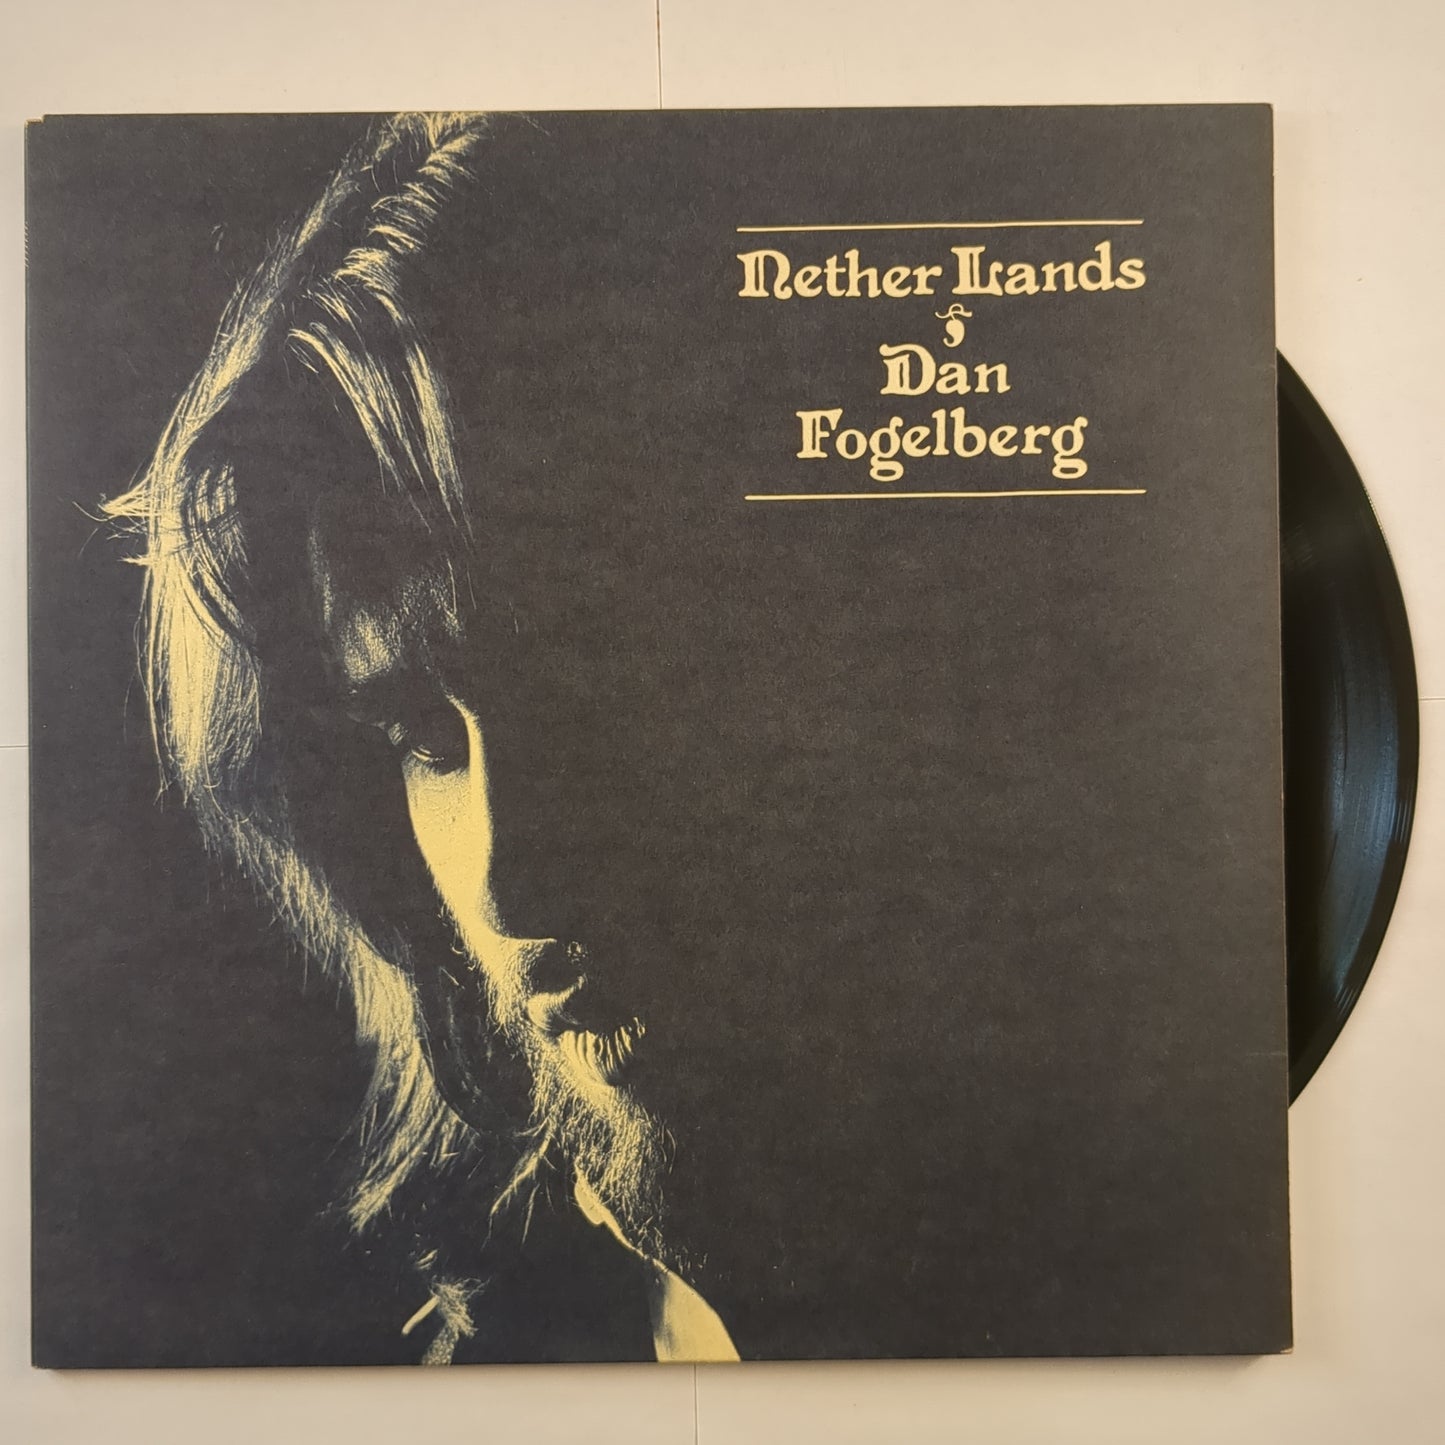 Nether Lands
Dan
Fogelberg